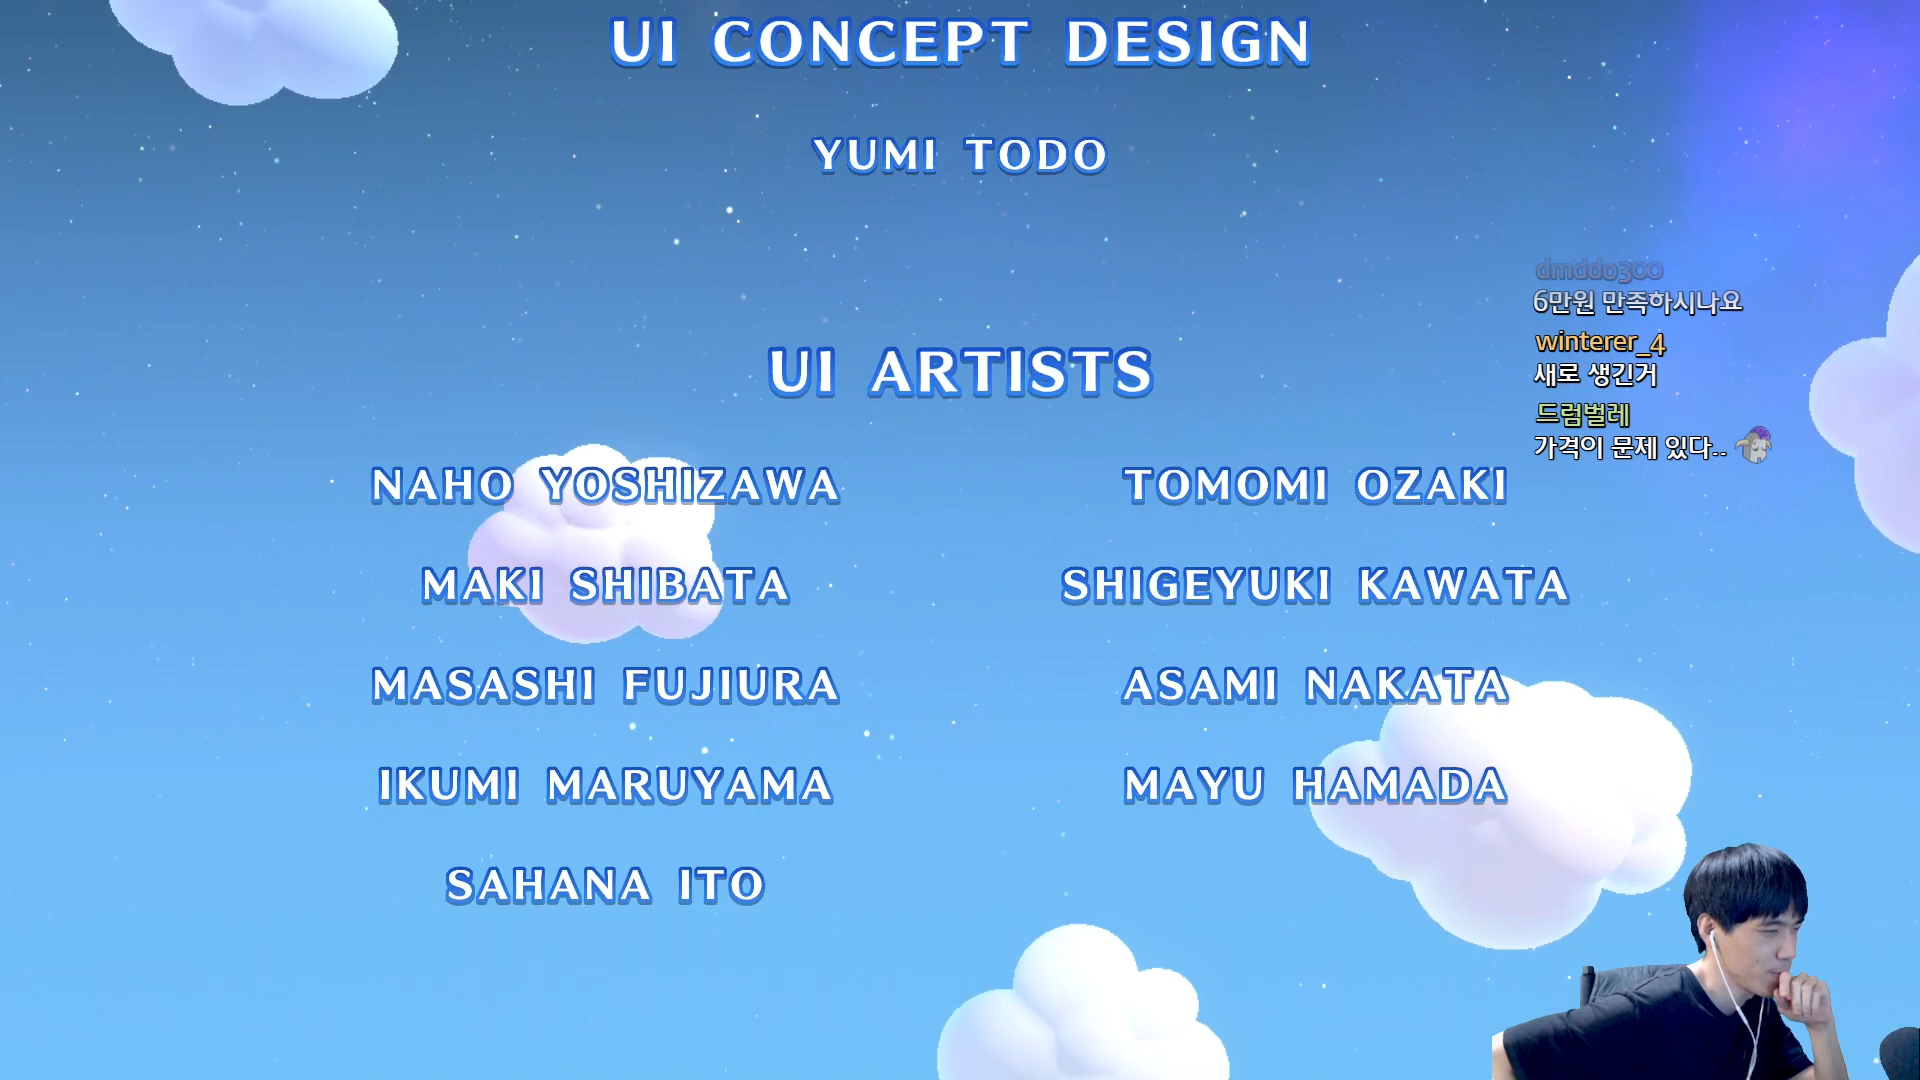 UI CONCEPT DESIGN
YUMI TODO
UI ARTISTS
NAHO YOSHIZAWA
TOMOMI OZAKI
MAKI SHIBATA
SHIGEYUKI KAWATA
MASASHI FUJIURA
ASAMI NAKATA
IKUMI MARUYAMA
MAYU HAMADA
SAHANA ITO
dmddo300
6만원 만족하시나요
winterer_4
새로 생긴거
드럼벌레
가격이 문제 있다..